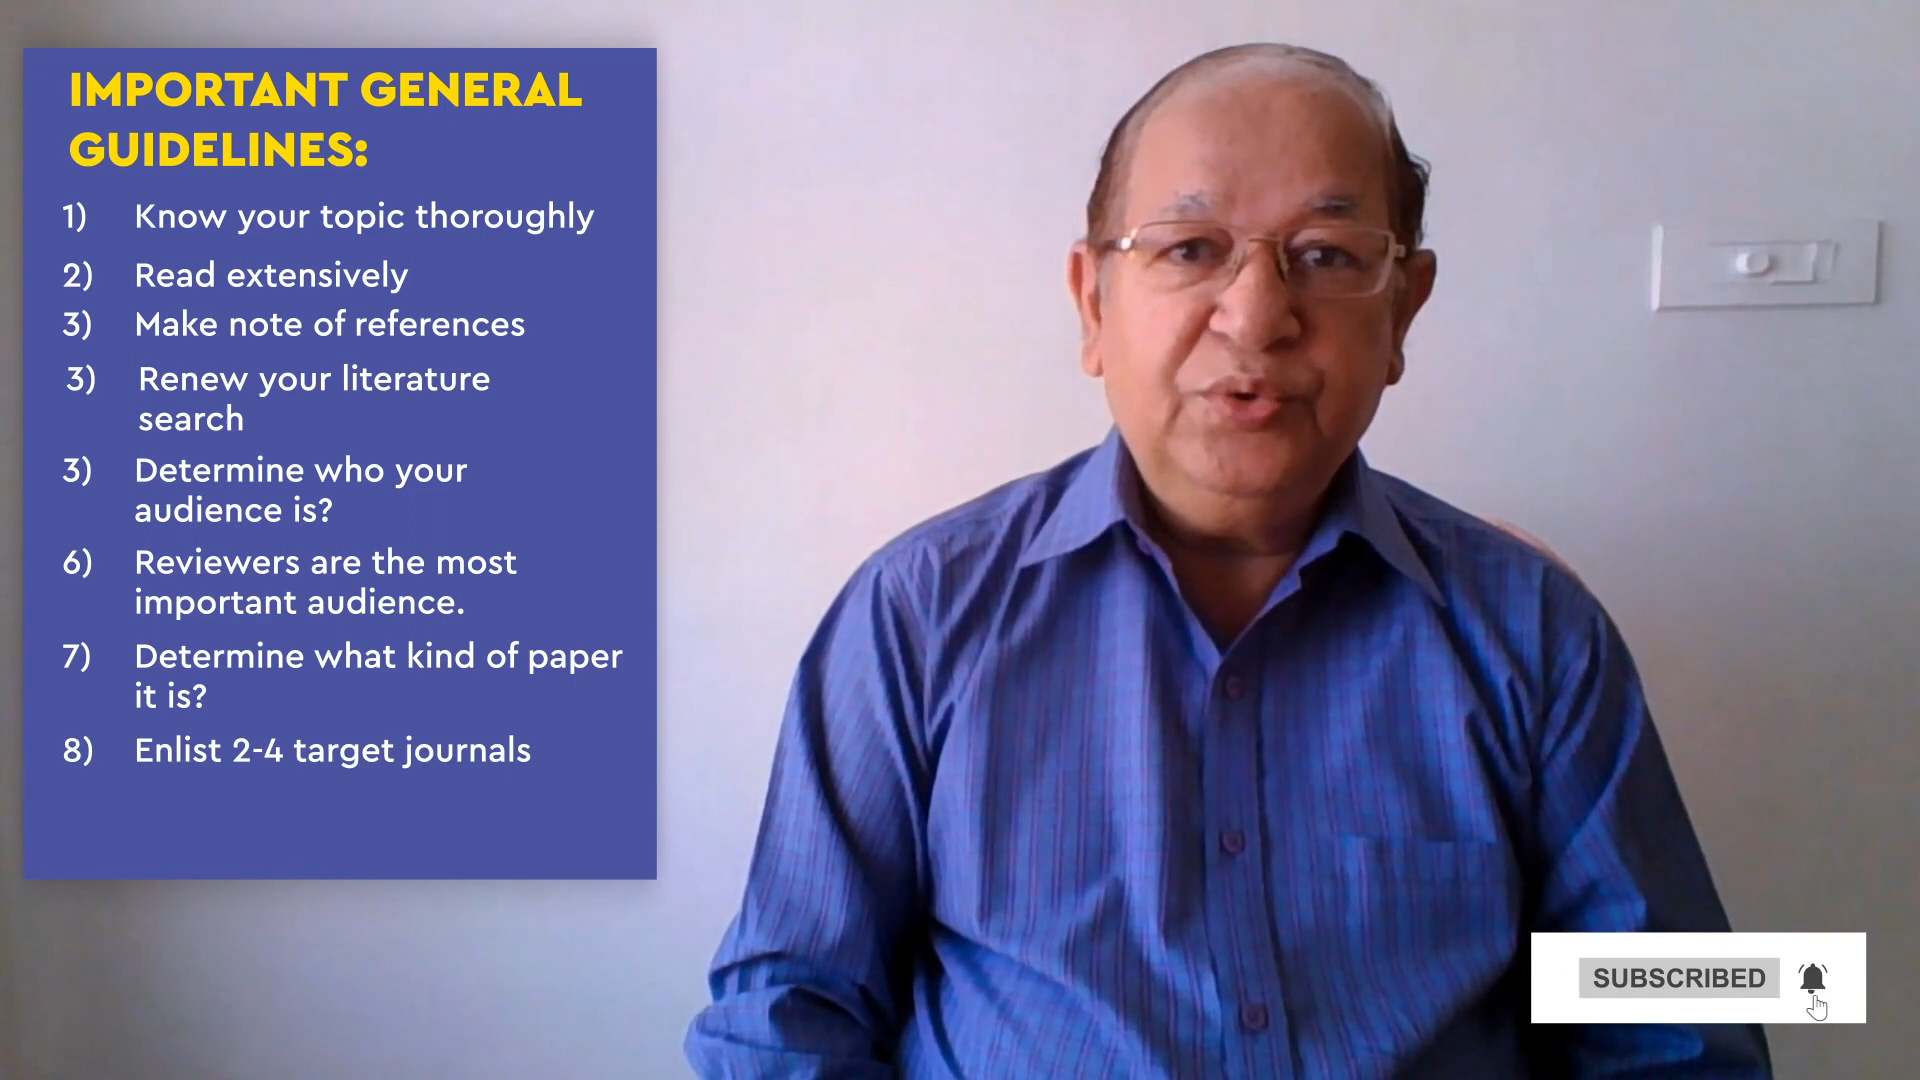 IMPORTANT GENERAL
GUIDELINES:
1) Know your topic thoroughly
2) Read extensively
3) Make note of references
3) Renew your literature
search
3) Determine who your
audience is?
6) Reviewers are the most
important audience.
7) Determine what kind of paper
it is?
8) Enlist 2-4 target journals
SUBSCRIBED